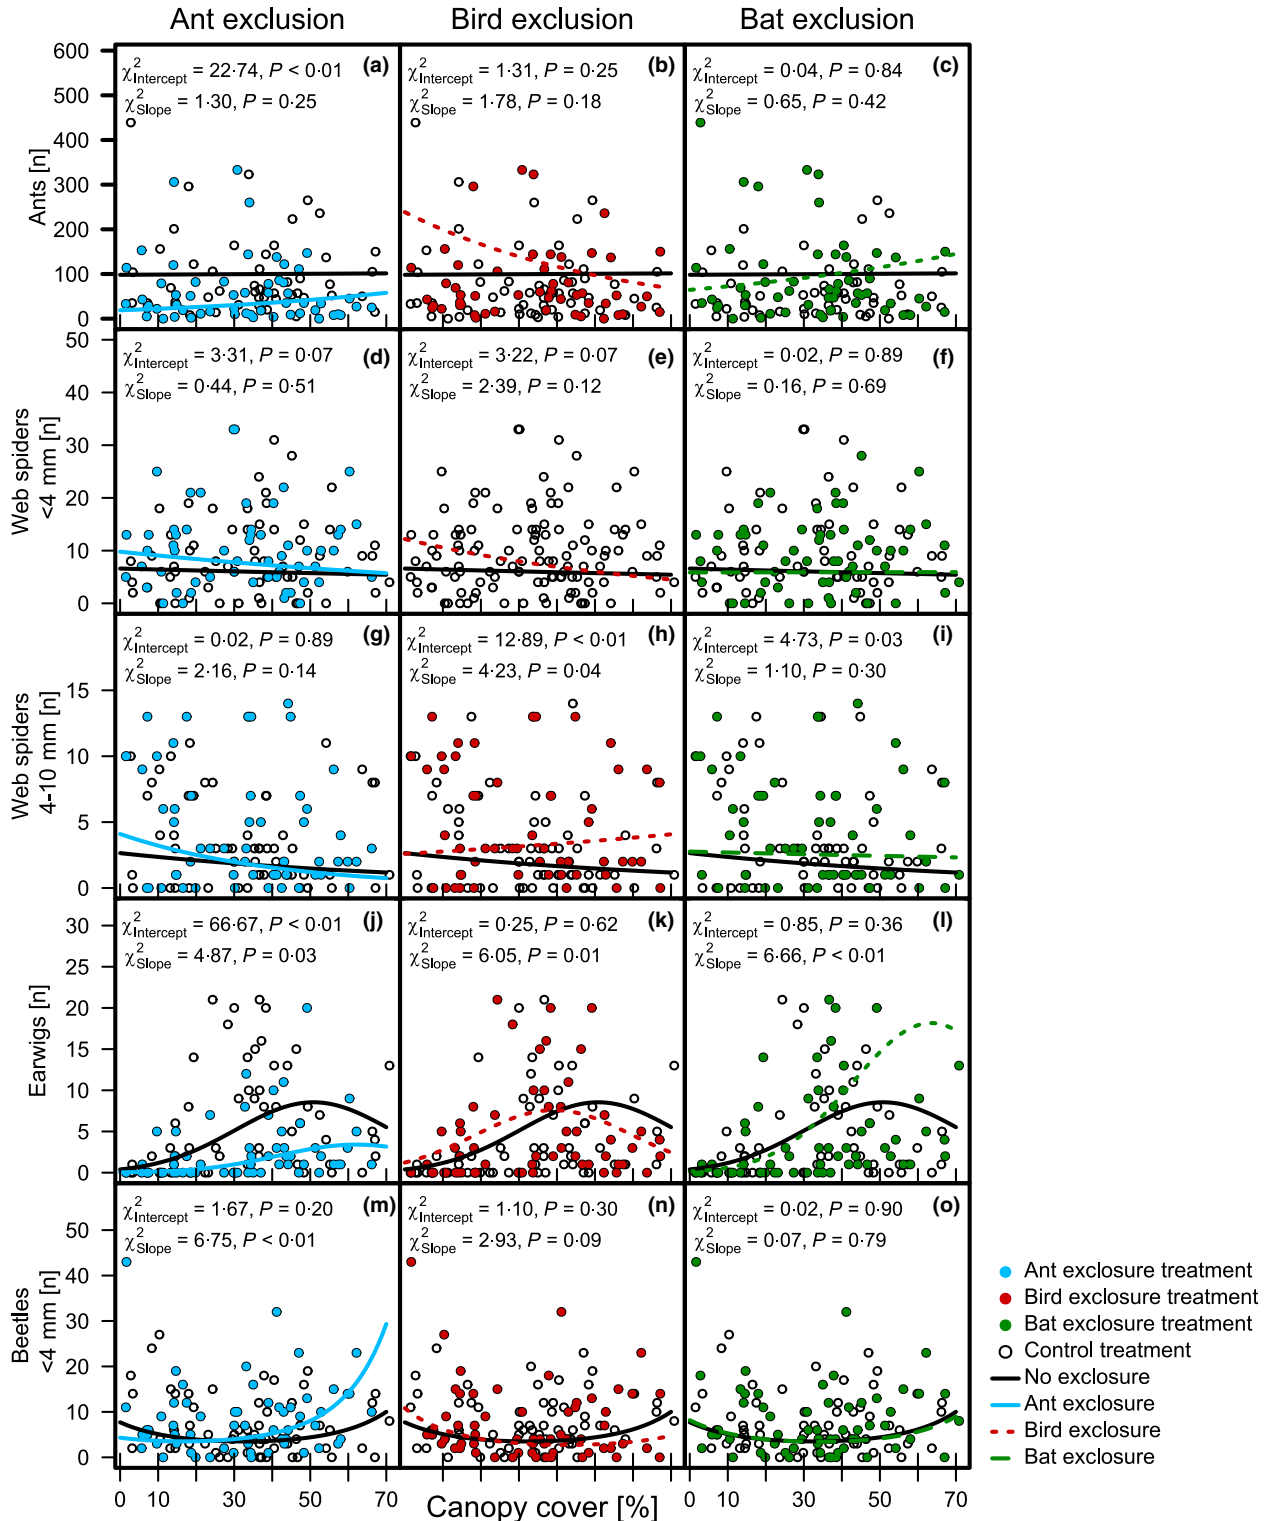 Ant exclusion Bird exclusion Bat exclusion
600
500
400
300
200
100
0
Ants [n]
χ²Intercept = 22·74, P < 0·01 (a)
χ²Slope = 1·30, P = 0·25
χ²Intercept = 1·31, P = 0·25 (b)
χ²Slope = 1·78, P = 0·18
χ²Intercept = 0·04, P = 0·84 (c)
χ²Slope = 0·65, P = 0·42
50
40
30
20
10
0
Web spiders
<4 mm [n]
χ²Intercept = 3·31, P = 0·07 (d)
χ²Slope = 0·44, P = 0·51
χ²Intercept = 3·22, P = 0·07 (e)
χ²Slope = 2·39, P = 0·12
χ²Intercept = 0·02, P = 0·89 (f)
χ²Slope = 0·16, P = 0·69
15
10
5
0
Web spiders
4-10 mm [n]
χ²Intercept = 0·02, P = 0·89 (g)
χ²Slope = 2·16, P = 0·14
χ²Intercept = 12·89, P < 0·01 (h)
χ²Slope = 4·23, P = 0·04
χ²Intercept = 4·73, P = 0·03 (i)
χ²Slope = 1·10, P = 0·30
30
25
20
15
10
5
0
Earwigs [n]
χ²Intercept = 66·67, P < 0·01 (j)
χ²Slope = 4·87, P = 0·03
χ²Intercept = 0·25, P = 0·62 (k)
χ²Slope = 6·05, P = 0·01
χ²Intercept = 0·85, P = 0·36 (l)
χ²Slope = 6·66, P < 0·01
50
40
30
20
10
0
Beetles
<4 mm [n]
χ²Intercept = 1·67, P = 0·20 (m)
χ²Slope = 6·75, P < 0·01
χ²Intercept = 1·10, P = 0·30 (n)
χ²Slope = 2·93, P = 0·09
χ²Intercept = 0·02, P = 0·90 (o)
χ²Slope = 0·07, P = 0·79
0 30 50 70
Canopy cover [%]
0 10 30 50 70
Ant exclosure treatment
Bird exclosure treatment
Bat exclosure treatment
Control treatment
No exclosure
Ant exclosure
Bird exclosure
Bat exclosure